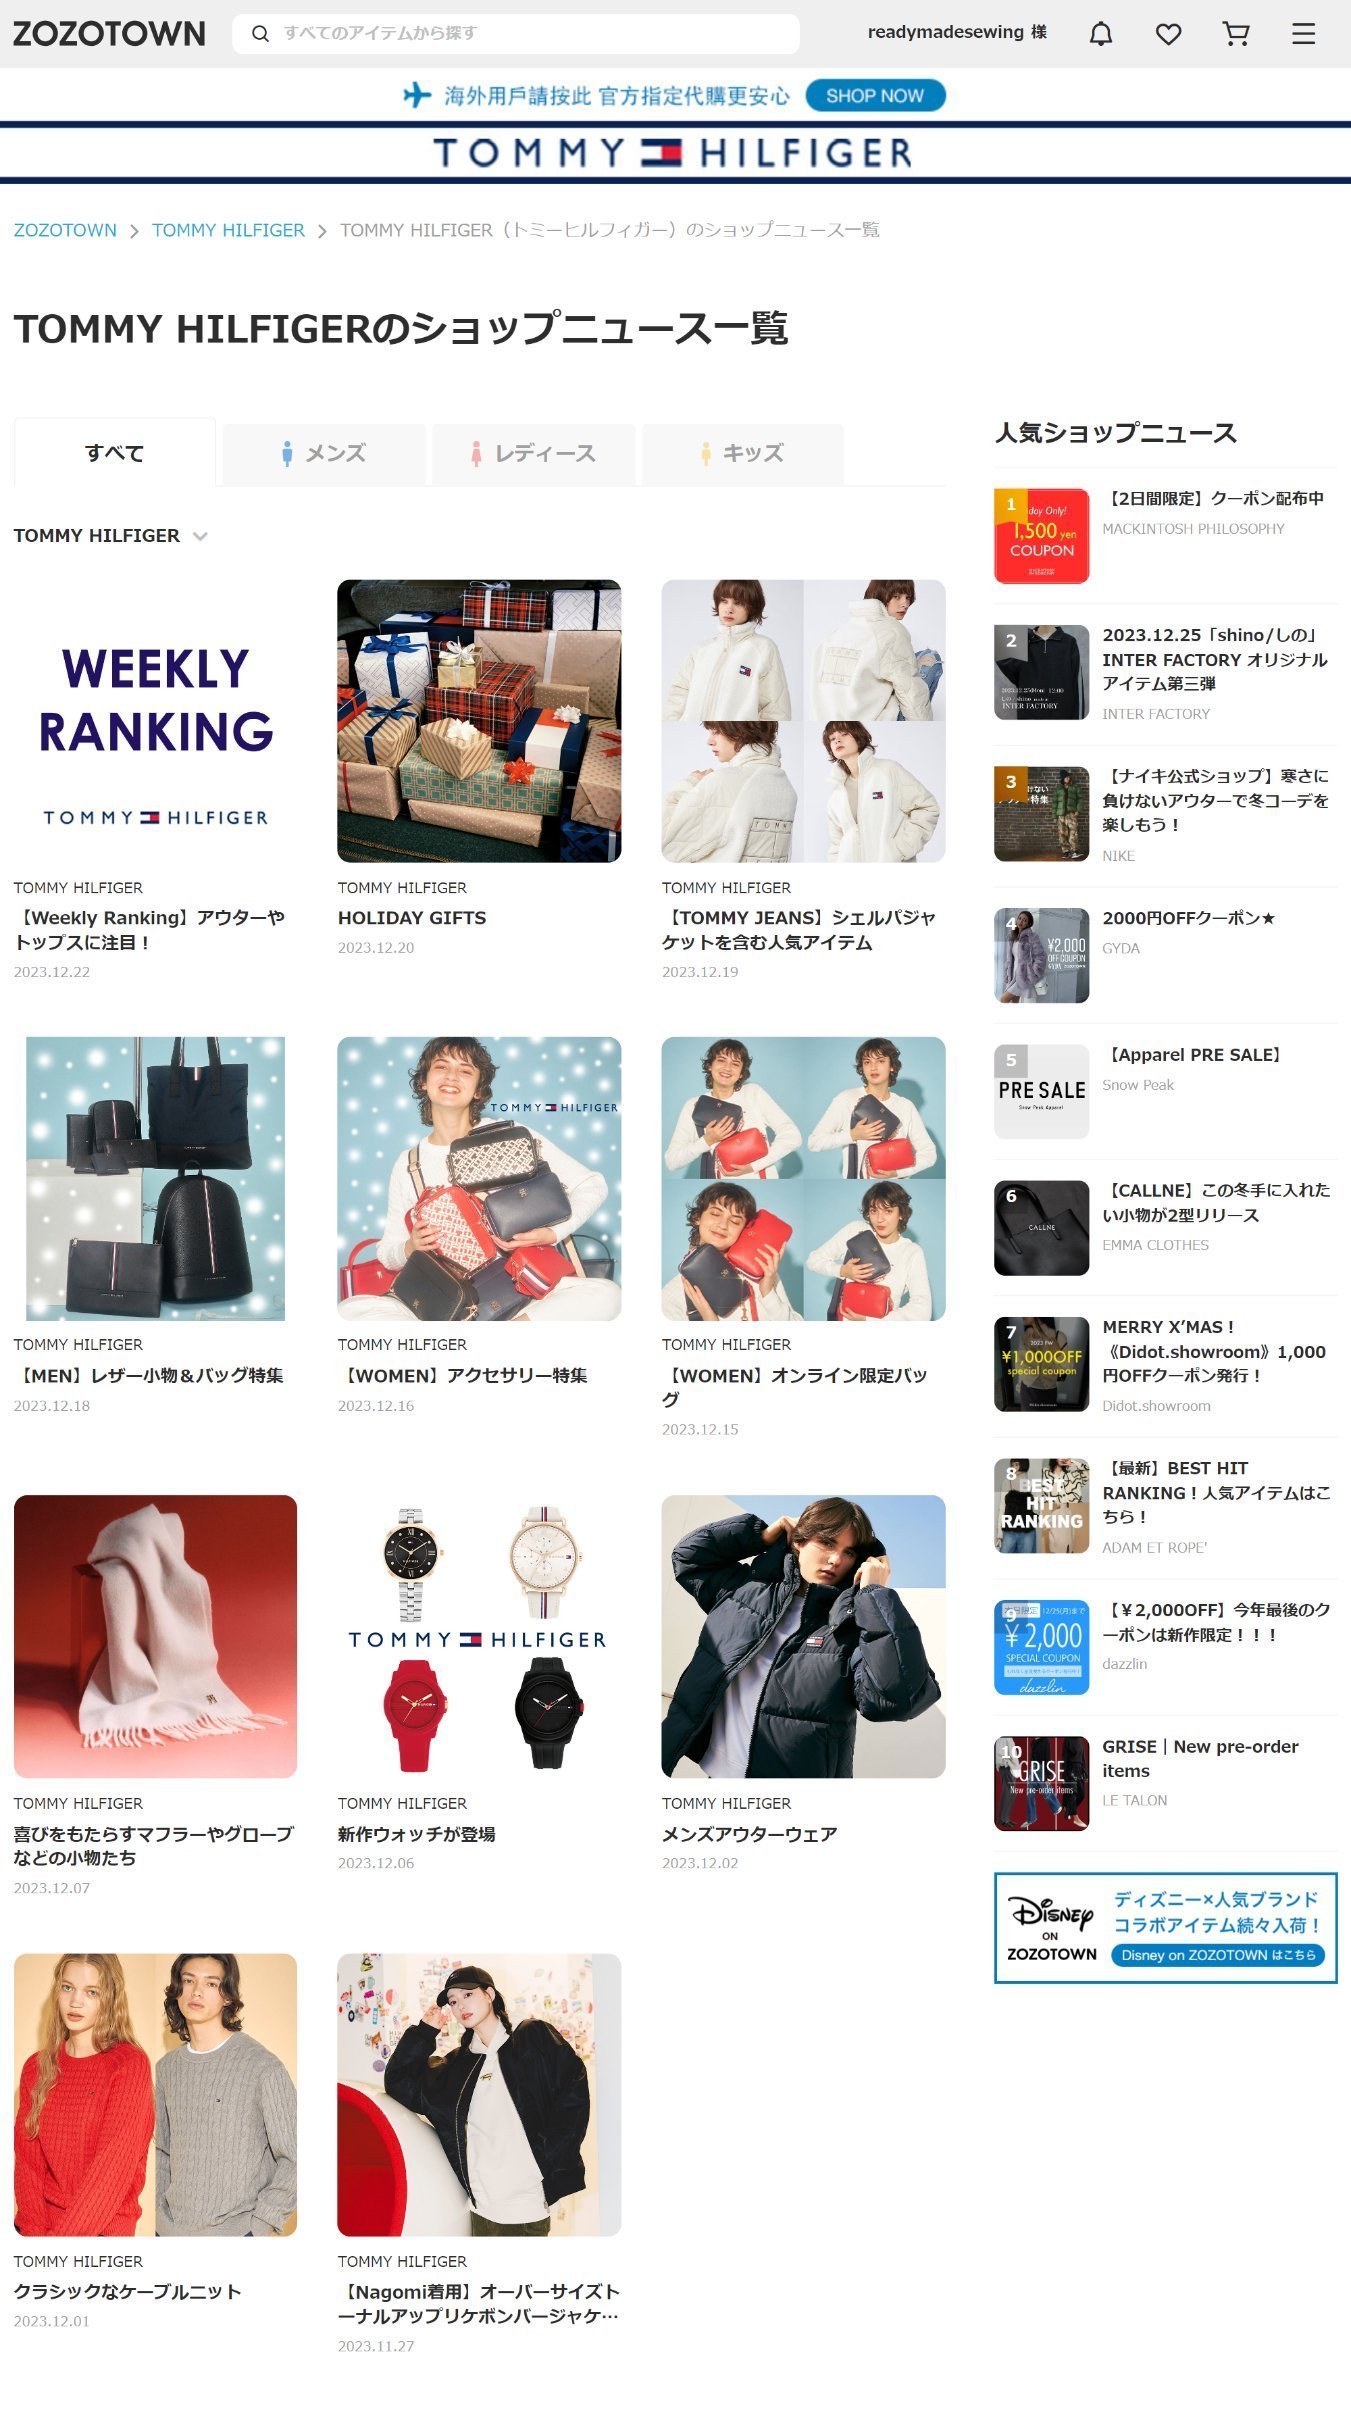 ZOZOTOWN
すべてのアイテムから探す
readymadesewing 様
海外用戶請按此 官方指定代購更安心
SHOP NOW
TOMMY HILFIGER
ZOZOTOWN
TOMMY HILFIGER
TOMMY HILFIGER（トミーヒルフィガー）のショップニュース一覧
TOMMY HILFIGERのショップニュース一覧
すべて
メンズ
レディース
キッズ
TOMMY HILFIGER
WEEKLY
RANKING
TOMMY HILFIGER
TOMMY HILFIGER
【Weekly Ranking】アウターや
トップスに注目！
2023.12.22
TOMMY HILFIGER
HOLIDAY GIFTS
2023.12.20
TOMMY HILFIGER
【TOMMY JEANS】シェルパジャ
ケットを含む人気アイテム
2023.12.19
TOMMY HILFIGER
【MEN】レザー小物＆バッグ特集
2023.12.18
TOMMY HILFIGER
TOMMY HILFIGER
【WOMEN】アクセサリー特集
2023.12.16
TOMMY HILFIGER
【WOMEN】オンライン限定バッ
グ
2023.12.15
TOMMY HILFIGER
喜びをもたらすマフラーやグローブ
などの小物たち
2023.12.07
TOMMY HILFIGER
TOMMY HILFIGER
新作ウォッチが登場
2023.12.06
TOMMY HILFIGER
メンズアウターウェア
2023.12.02
TOMMY HILFIGER
クラシックなケーブルニット
2023.12.01
TOMMY HILFIGER
【Nagomi着用】オーバーサイズト
ーナルアップリケボンバージャケ…
2023.11.27
人気ショップニュース
1
day Only!
1,500 yen
COUPON
【2日間限定】クーポン配布中
MACKINTOSH PHILOSOPHY
2
INTER FACTORY
2023.12.25「shino/しの」
INTER FACTORY オリジナル
アイテム第三弾
INTER FACTORY
3
【ナイキ公式ショップ】寒さに
負けないアウターで冬コーデを
楽しもう！
NIKE
4
¥2,000
OFF COUPON
GYDA
2000円OFFクーポン★
GYDA
5
PRE SALE
Snow Peak Apparel
【Apparel PRE SALE】
Snow Peak
6
CALLNE
【CALLNE】この冬手に入れた
い小物が2型リリース
EMMA CLOTHES
7
¥1,000OFF
special coupon
MERRY X’MAS！
《Didot.showroom》1,000
円OFFクーポン発行！
Didot.showroom
8
BEST
HIT
RANKING
【最新】BEST HIT
RANKING！人気アイテムはこ
ちら！
ADAM ET ROPE'
9
12/25(月)まで
¥2,000
SPECIAL COUPON
dazzlin
【￥2,000OFF】今年最後のク
ーポンは新作限定！！！
dazzlin
10
GRISE
New pre-order items
GRISE｜New pre-order
items
LE TALON
Disney
ON
ZOZOTOWN
ディズニー×人気ブランド
コラボアイテム続々入荷！
Disney on ZOZOTOWN はこちら